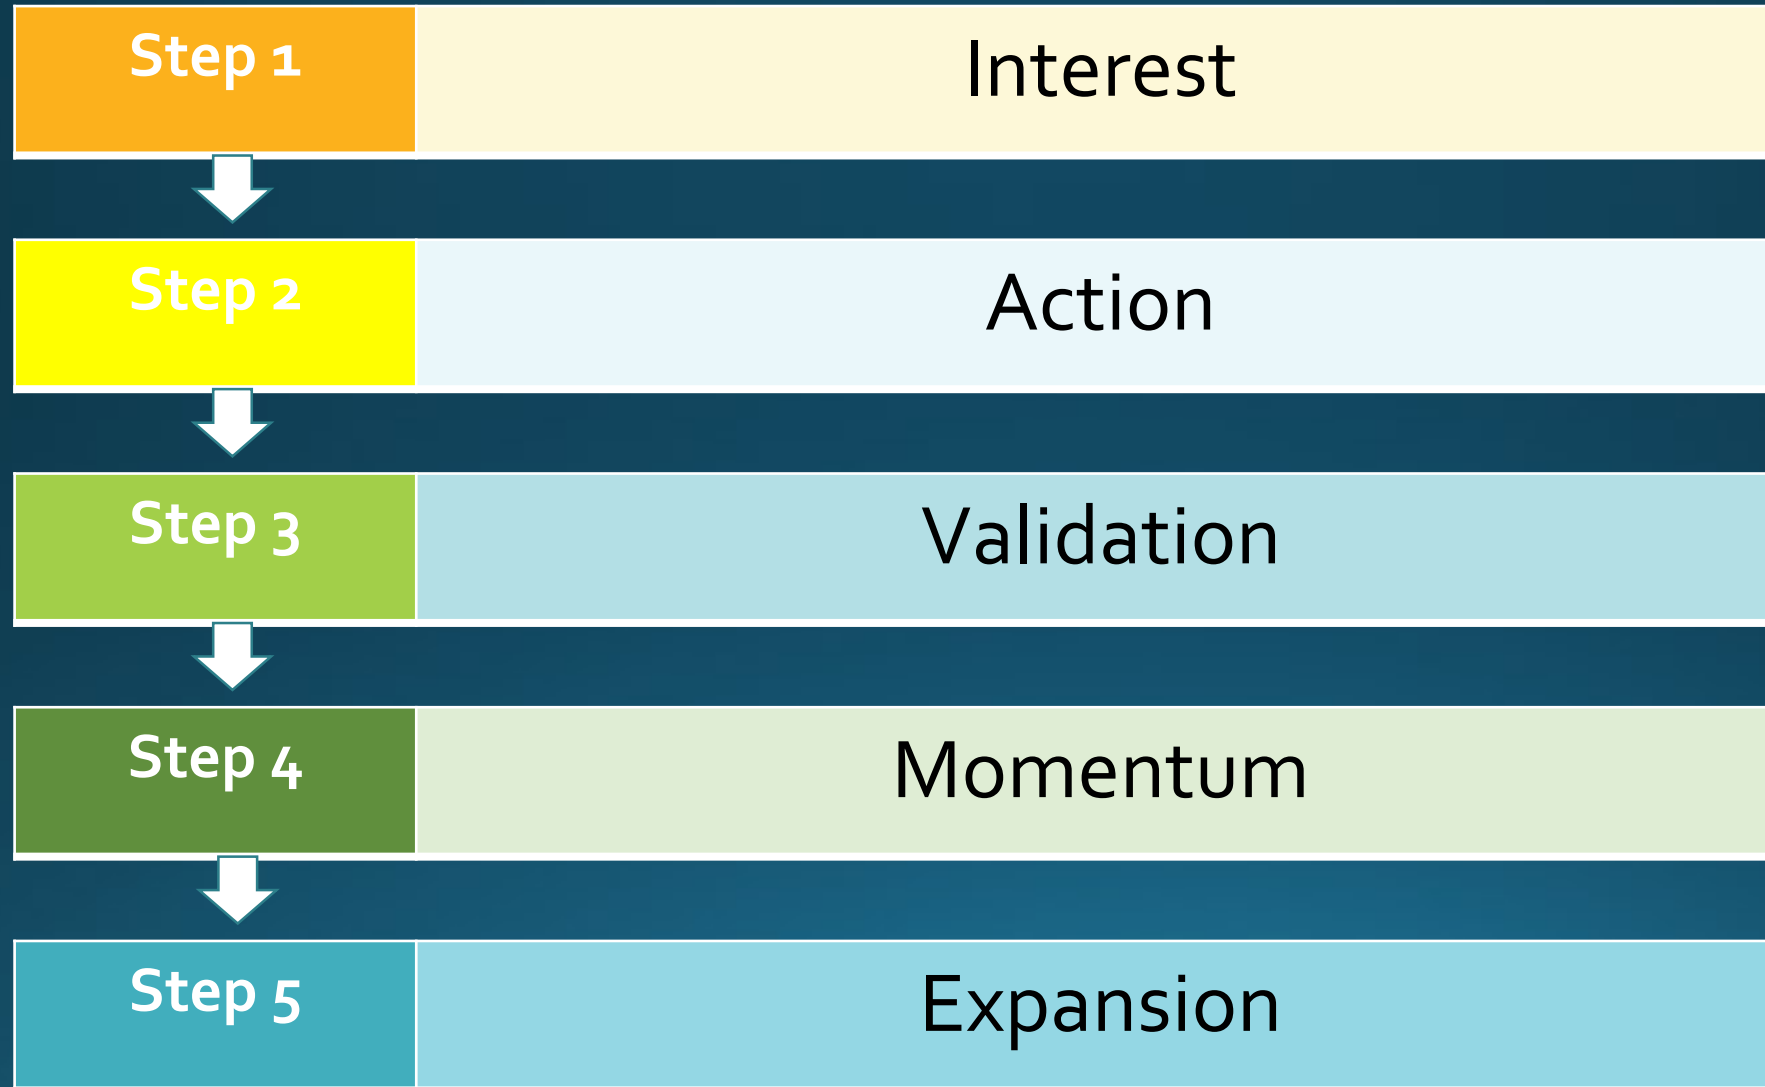 Step 1
Interest
Step 2
Action
Step 3
Validation
Step 4
Momentum
Step 5
Expansion